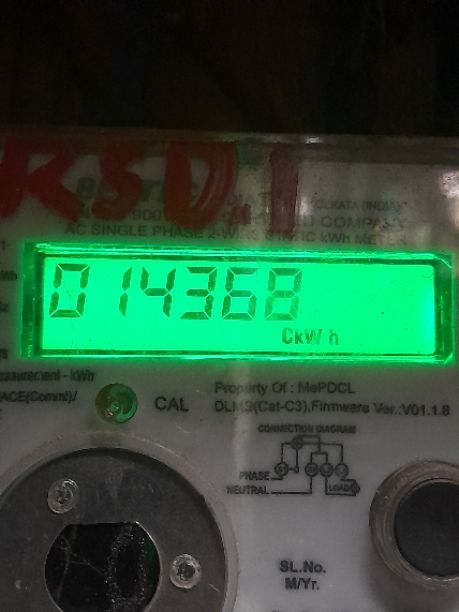 RSD.1
KOLKATA (INDIA)
COMPANY
AC SINGLE PHASE 2-WIRE STATIC kWh METER
014368
CkWh
Property Of : MePDCL
CAL
DLMS(Cat-C3),Firmware Ver.:V01.1.8
CONNECTION DIAGRAM
PHASE
NEUTRAL
LOAD
SL.No.
M/Yr.